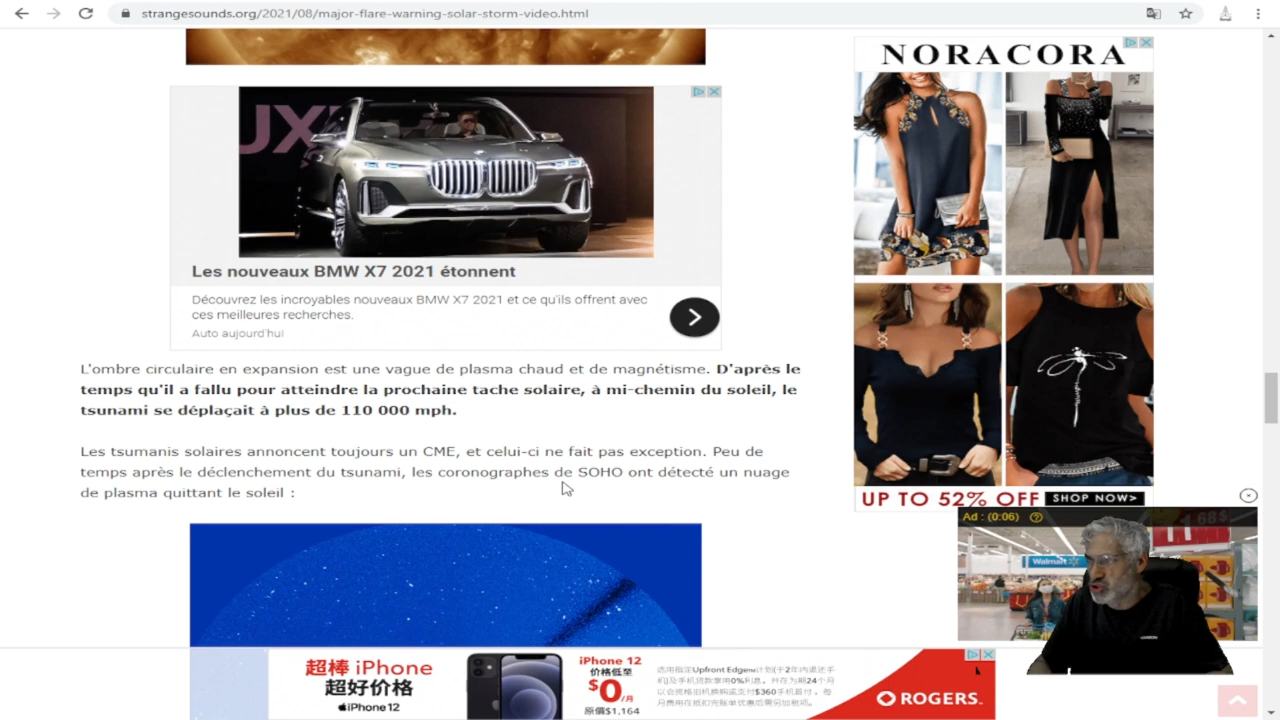 strangesounds.org/2021/08/major-flare-warning-solar-storm-video.html
NORACORA
Les nouveaux BMW X7 2021 étonnent
Découvrez les incroyables nouveaux BMW X7 2021 et ce qu'ils offrent avec
ces meilleures recherches.
Auto aujourd'hui
L'ombre circulaire en expansion est une vague de plasma chaud et de magnétisme. D'après le
temps qu'il a fallu pour atteindre la prochaine tache solaire, à mi-chemin du soleil, le
tsunami se déplaçait à plus de 110 000 mph.
Les tsumanis solaires annoncent toujours un CME, et celui-ci ne fait pas exception. Peu de
temps après le déclenchement du tsunami, les coronographes de SOHO ont détecté un nuage
de plasma quittant le soleil :
UP TO 52% OFF SHOP NOW>
Ad : (0:06)
Walmart
超棒 iPhone
超好价格
iPhone 12
iPhone 12
价格低至
$0/月
原價$1,164
ROGERS